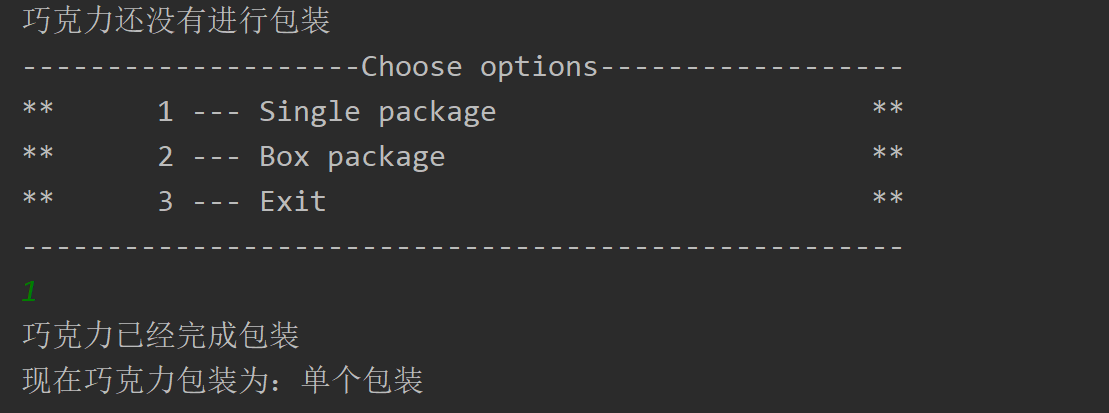 巧克力还没有进行包装
--------------------Choose options------------------
**      1 --- Single package                      **
**      2 --- Box package                         **
**      3 --- Exit                                **
----------------------------------------------------
1
巧克力已经完成包装
现在巧克力包装为：单个包装